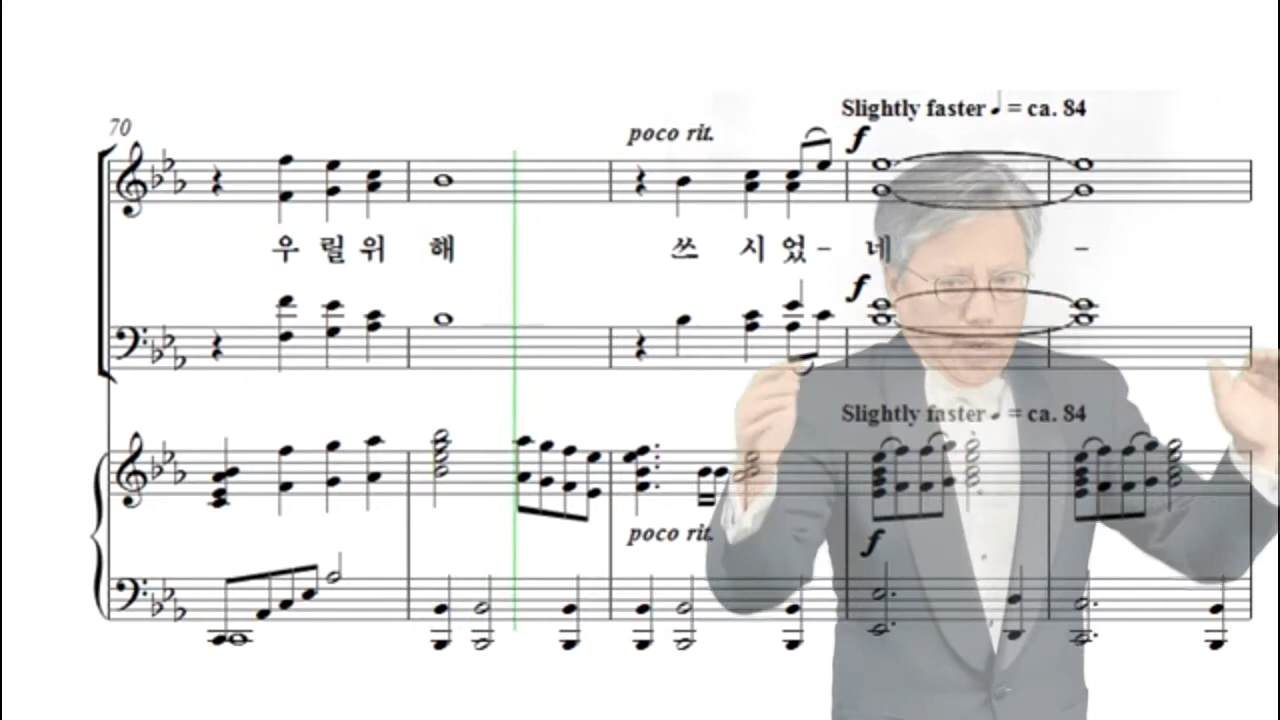 Slightly faster ♩ = ca. 84
70
poco rit.
f
우 릴 위 해 쓰 시 었 – 네 –
f
Slightly faster ♩ = ca. 84
poco rit.
f